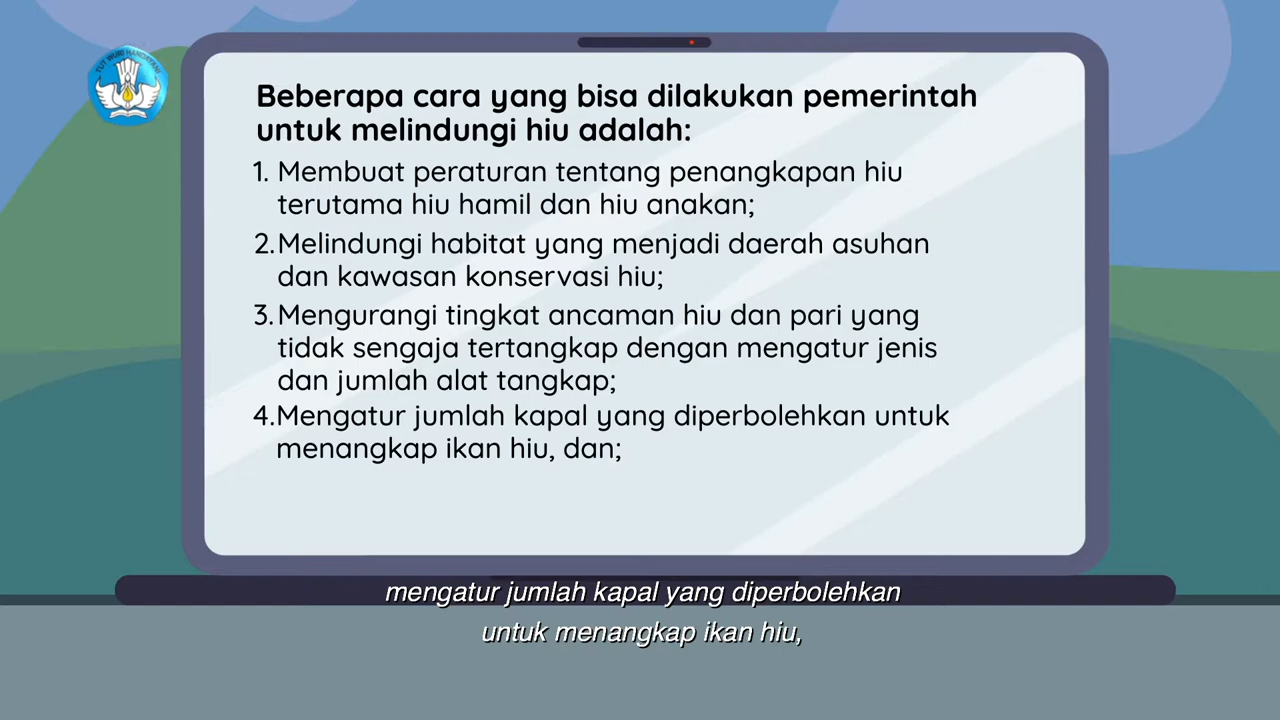 TUT WURI HANDAYANI
Beberapa cara yang bisa dilakukan pemerintah
untuk melindungi hiu adalah:
1. Membuat peraturan tentang penangkapan hiu
terutama hiu hamil dan hiu anakan;
2.Melindungi habitat yang menjadi daerah asuhan
dan kawasan konservasi hiu;
3.Mengurangi tingkat ancaman hiu dan pari yang
tidak sengaja tertangkap dengan mengatur jenis
dan jumlah alat tangkap;
4.Mengatur jumlah kapal yang diperbolehkan untuk
menangkap ikan hiu, dan;
mengatur jumlah kapal yang diperbolehkan
untuk menangkap ikan hiu,